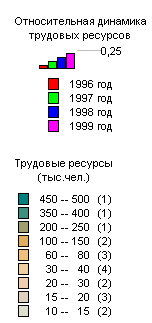 Относительная динамика
трудовых ресурсов
0,25
1996 год
1997 год
1998 год
1999 год
Трудовые ресурсы
(тыс.чел.)
450 -- 500 (1)
350 -- 400 (1)
200 -- 250 (1)
100 -- 150 (2)
60 -- 80 (3)
30 -- 40 (4)
20 -- 30 (2)
15 -- 20 (3)
10 -- 15 (2)